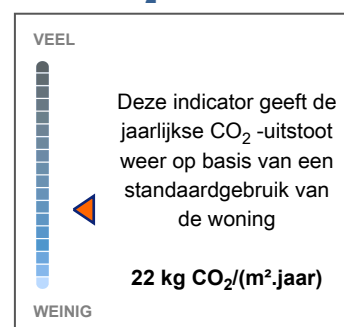 VEEL
Deze indicator geeft de
jaarlijkse CO₂ -uitstoot
weer op basis van een
standaardgebruik van
de woning
22 kg CO₂/(m².jaar)
WEINIG